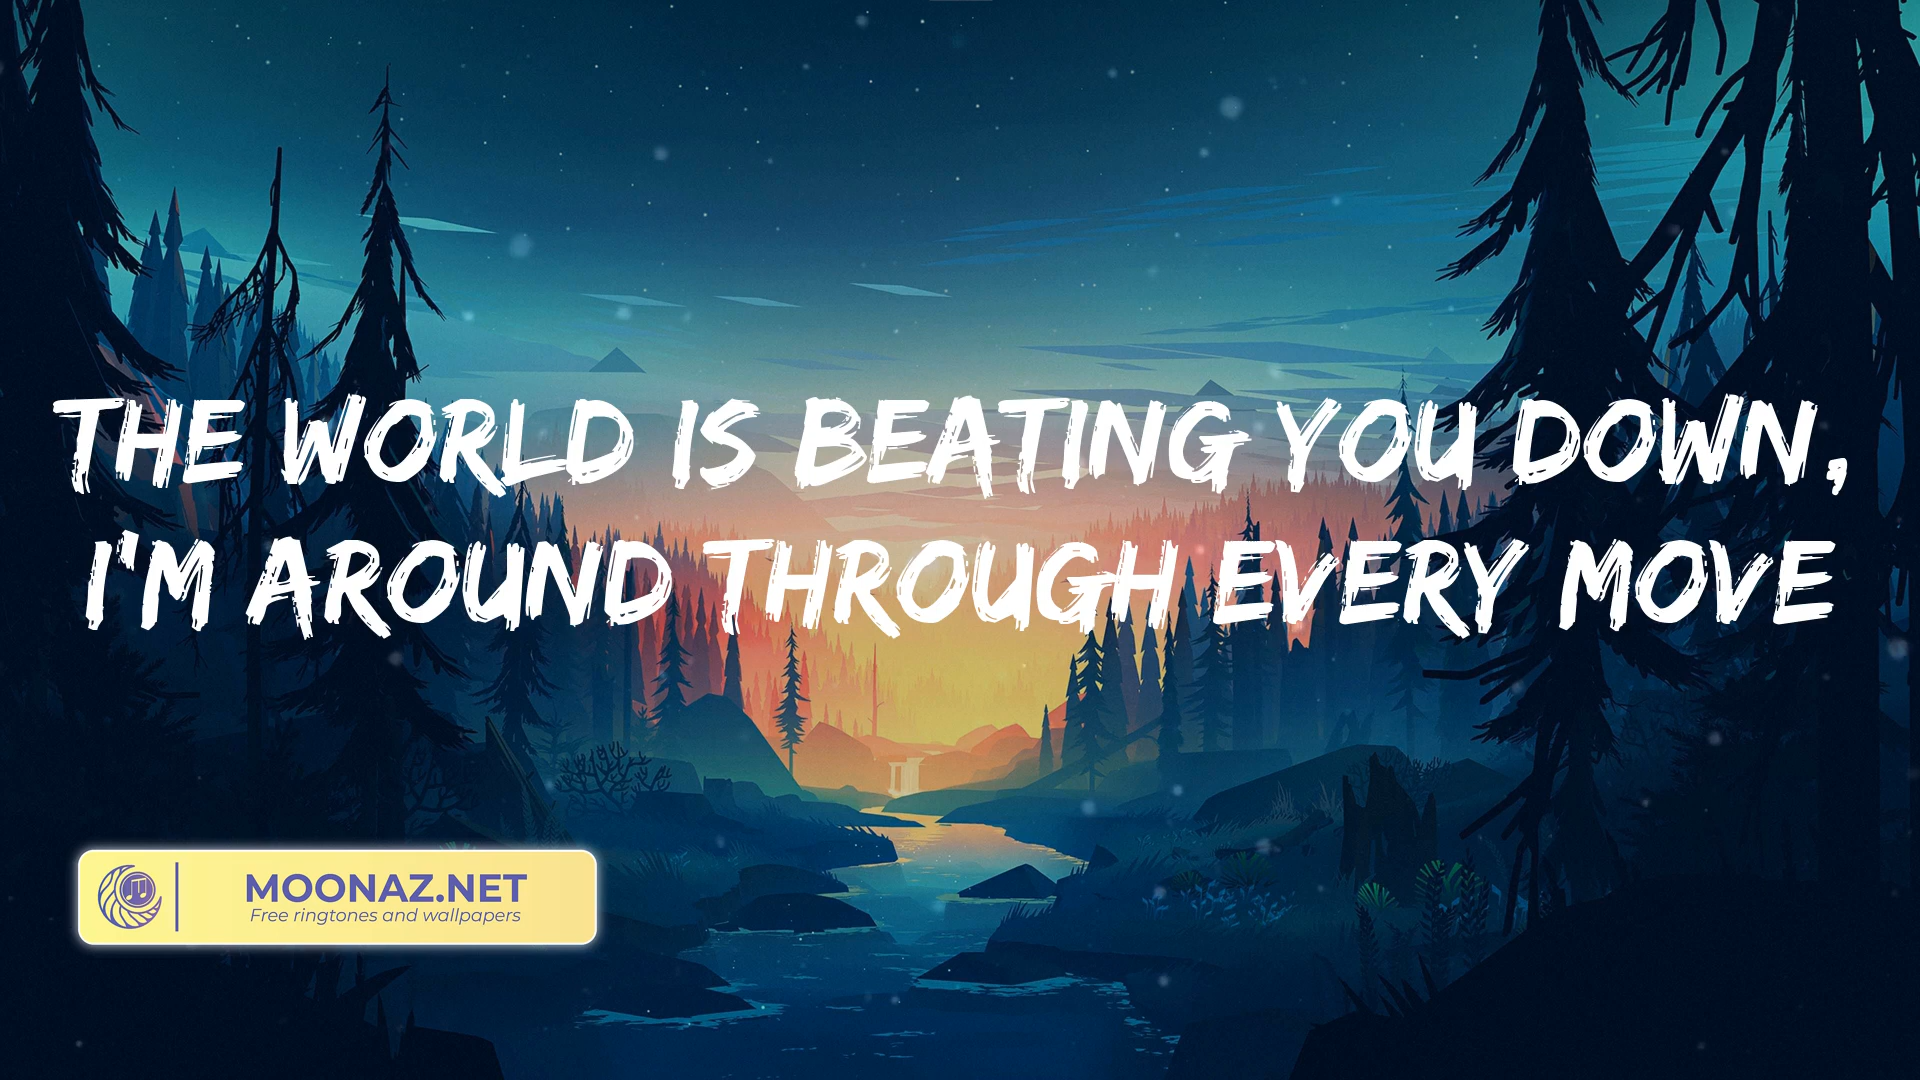 THE WORLD IS BEATING YOU DOWN,
I'M AROUND THROUGH EVERY MOVE
MOONAZ.NET
Free ringtones and wallpapers